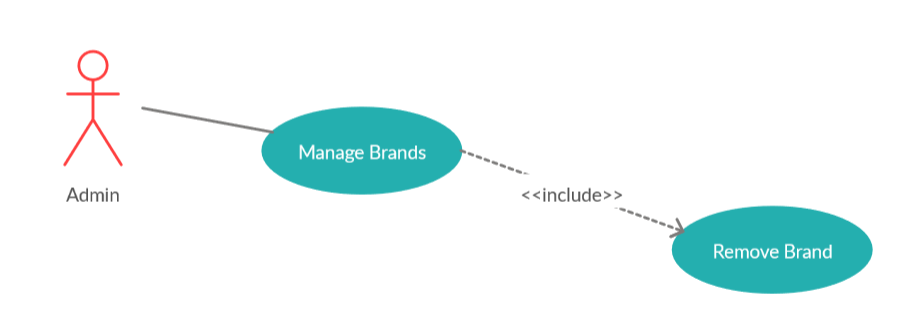 Manage Brands
Admin
<<include>>
Remove Brand